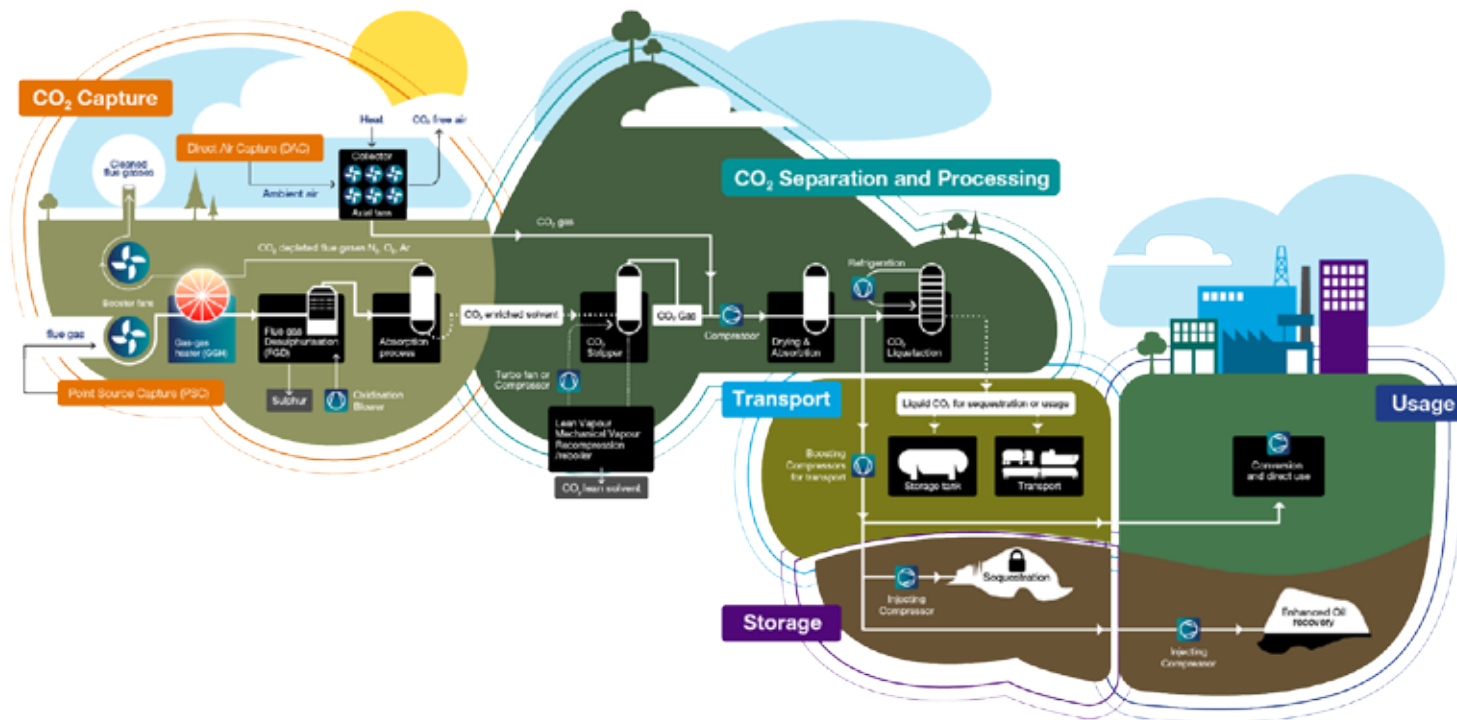 CO₂ Capture
Direct Air Capture (DAC)
Heat
CO₂ free air
Collector
Axial fans
Ambient air
Cleaned
flue gasses
CO₂ depleted flue gases N₂, O₂, Ar
Booster fans
flue gas
Gas-gas
heater (GGH)
Flue gas
Desulphurisation
(FGD)
Absorption
process
Point Source Capture (PSC)
Sulphur
Oxidisation
Blower
CO₂ Separation and Processing
CO₂ gas
CO₂ enriched solvent
CO₂
Stripper
CO₂ Gas
Compressor
Drying &
Absorption
Refrigeration
CO₂
Liquefaction
Turbo fan or
Compressor
Lean Vapour
Mechanical Vapour
Recompression
/reboiler
CO₂ lean solvent
Transport
Liquid CO₂ for sequestration or usage
Boosting
Compressors
for transport
Storage tank
Transport
Usage
Conversion
and direct use
Storage
Injecting
Compressor
Sequestration
Injecting
Compressor
Enhanced Oil
recovery